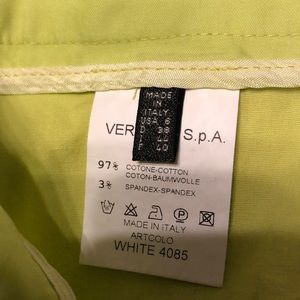 MADE
IN
ITALY
USA 6
D 38
I 44
F 40
VER S.p.A.
97% COTONE-COTTON
COTON-BAUMWOLLE
3% SPANDEX-SPANDEX
MADE IN ITALY
ARTCOLO
WHITE 4085